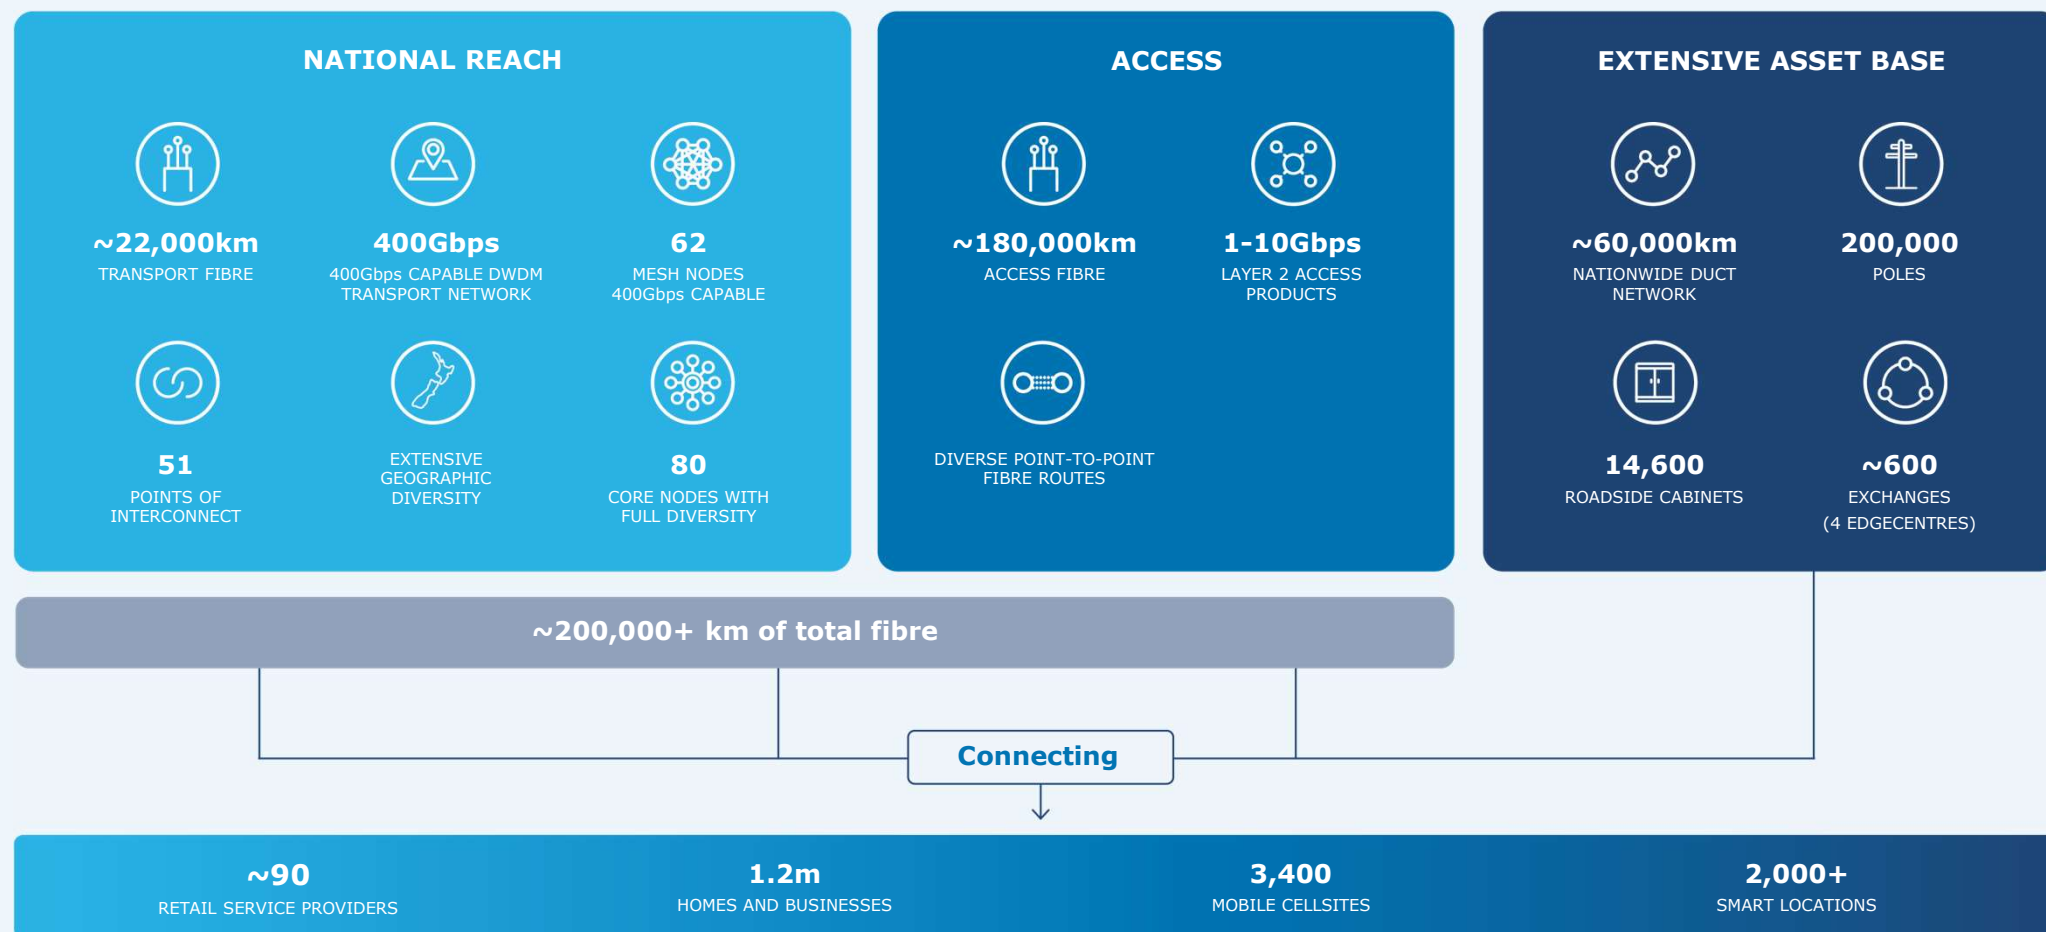 NATIONAL REACH
~22,000km
TRANSPORT FIBRE
400Gbps
400Gbps CAPABLE DWDM
TRANSPORT NETWORK
62
MESH NODES
400Gbps CAPABLE
51
POINTS OF
INTERCONNECT
EXTENSIVE
GEOGRAPHIC
DIVERSITY
80
CORE NODES WITH
FULL DIVERSITY
ACCESS
~180,000km
ACCESS FIBRE
1-10Gbps
LAYER 2 ACCESS
PRODUCTS
DIVERSE POINT-TO-POINT
FIBRE ROUTES
EXTENSIVE ASSET BASE
~60,000km
NATIONWIDE DUCT
NETWORK
200,000
POLES
14,600
ROADSIDE CABINETS
~600
EXCHANGES
(4 EDGECENTRES)
~200,000+ km of total fibre
Connecting
~90
RETAIL SERVICE PROVIDERS
1.2m
HOMES AND BUSINESSES
3,400
MOBILE CELLSITES
2,000+
SMART LOCATIONS